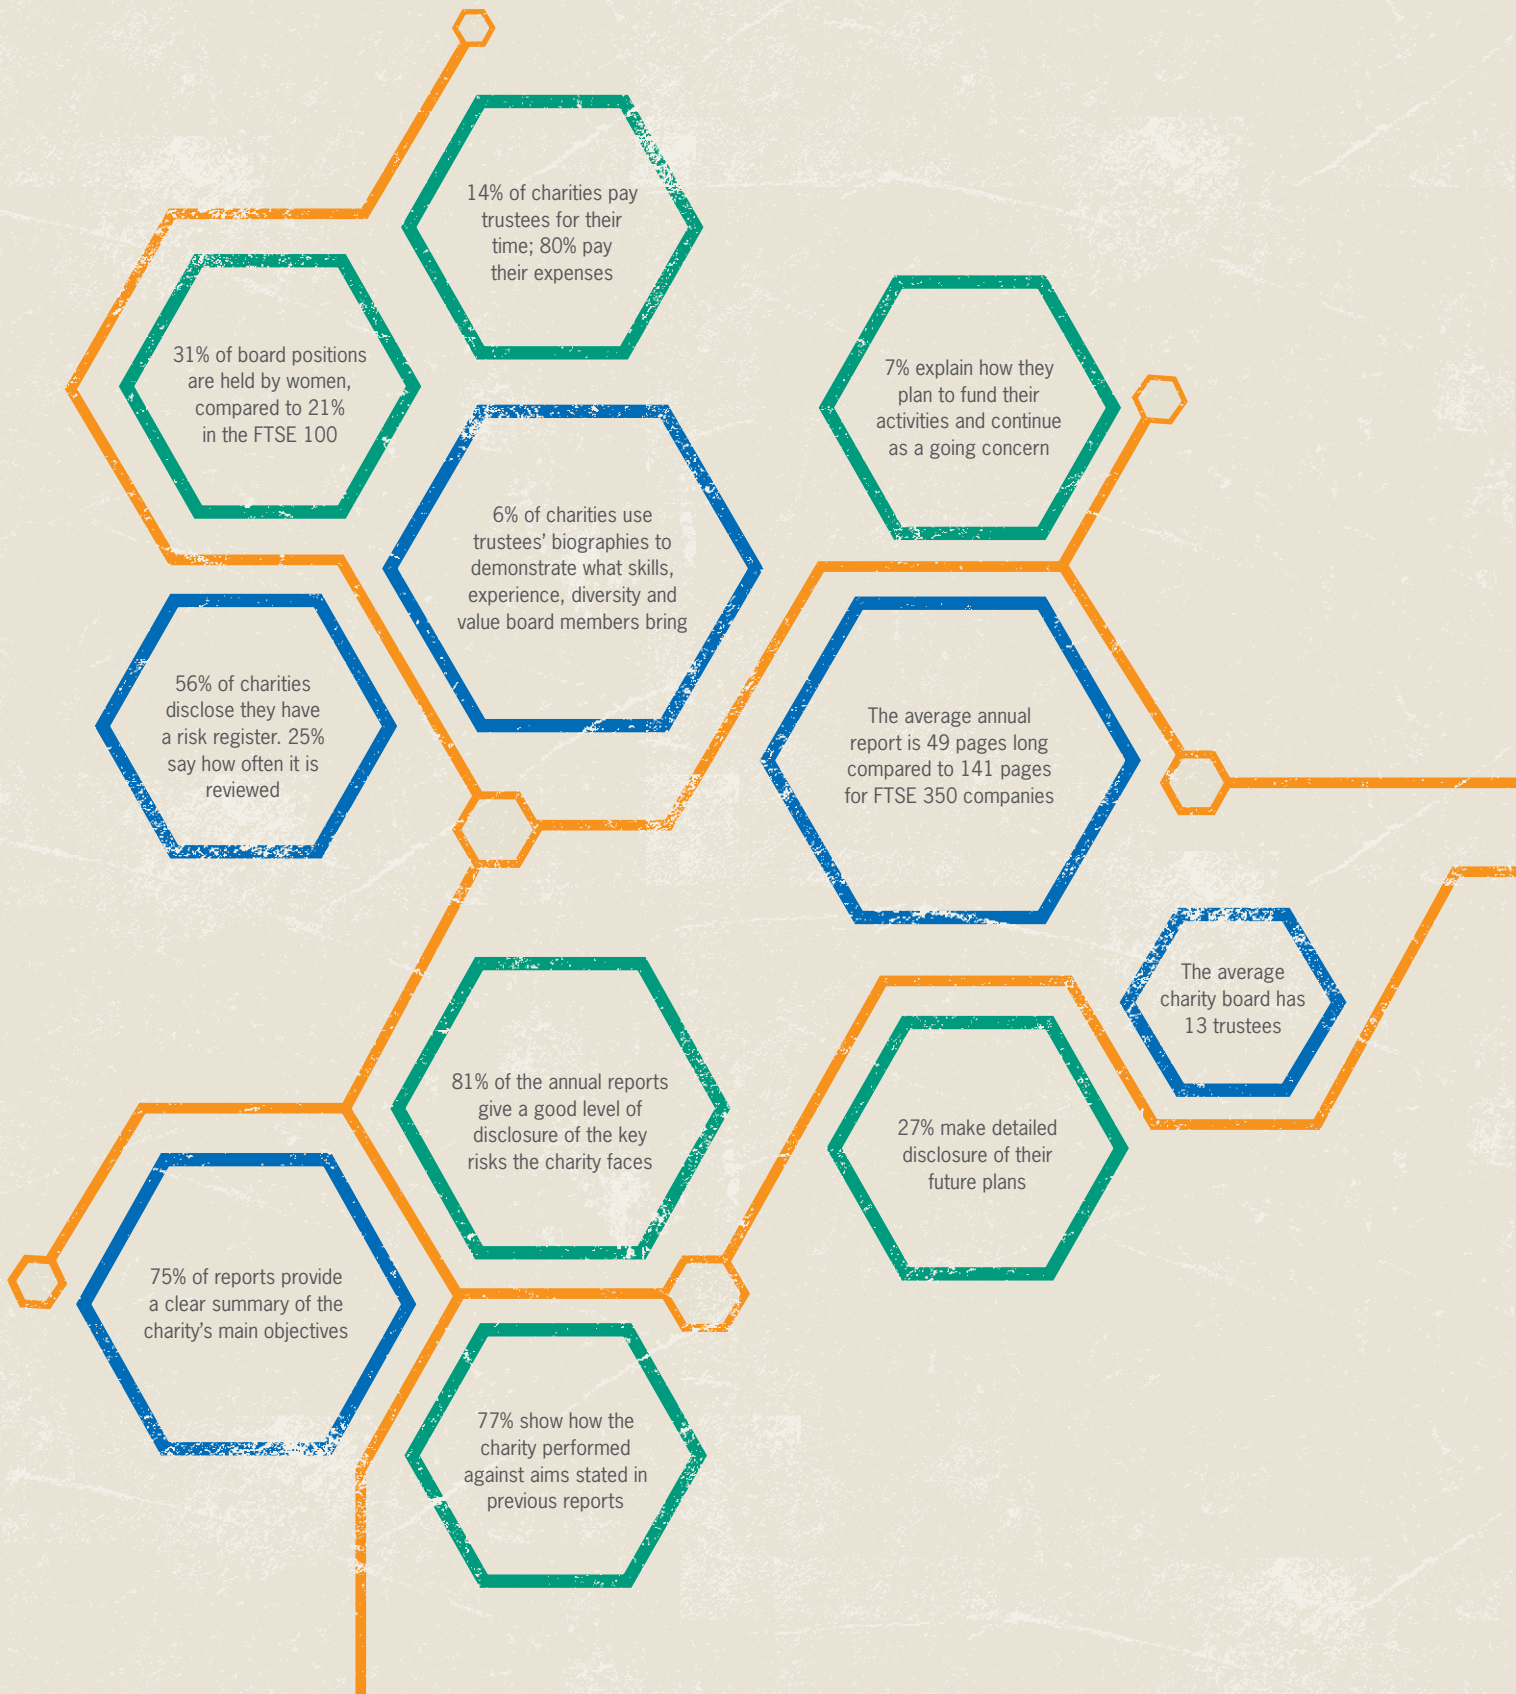 14% of charities pay
trustees for their
time; 80% pay
their expenses
31% of board positions
are held by women,
compared to 21%
in the FTSE 100
7% explain how they
plan to fund their
activities and continue
as a going concern
6% of charities use
trustees’ biographies to
demonstrate what skills,
experience, diversity and
value board members bring
56% of charities
disclose they have
a risk register. 25%
say how often it is
reviewed
The average annual
report is 49 pages long
compared to 141 pages
for FTSE 350 companies
The average
charity board has
13 trustees
81% of the annual reports
give a good level of
disclosure of the key
risks the charity faces
27% make detailed
disclosure of their
future plans
75% of reports provide
a clear summary of the
charity’s main objectives
77% show how the
charity performed
against aims stated in
previous reports